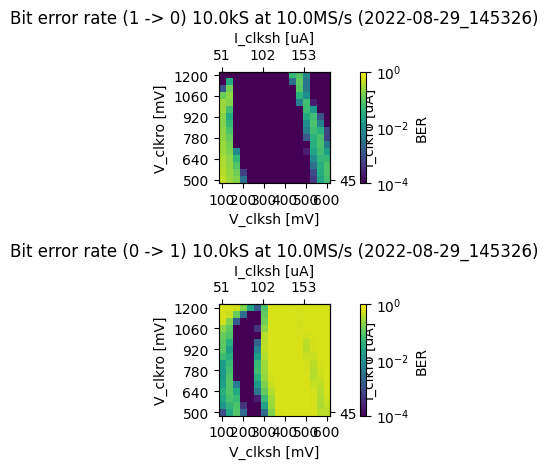 Bit error rate (1 -> 0) 10.0kS at 10.0MS/s (2022-08-29_145326)
I_clksh [uA]
51 102 153
V_clkro [mV]
1200
1060
920
780
640
500
100 200 300 400 500 600
V_clksh [mV]
45
I_clkro [uA]
10^0
10^-2
10^-4
BER
Bit error rate (0 -> 1) 10.0kS at 10.0MS/s (2022-08-29_145326)
I_clksh [uA]
51 102 153
V_clkro [mV]
1200
1060
920
780
640
500
100 200 300 400 500 600
V_clksh [mV]
45
I_clkro [uA]
10^0
10^-2
10^-4
BER